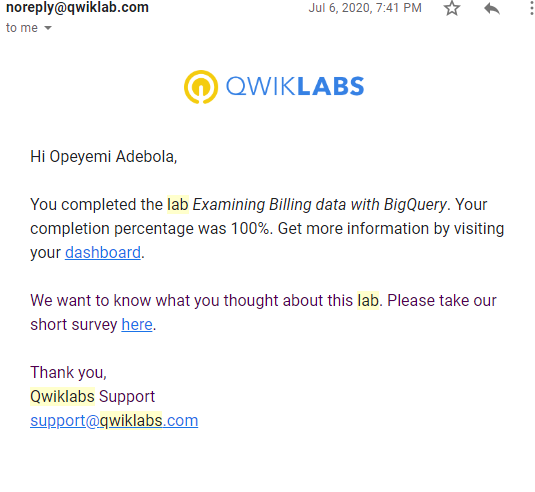 noreply@qwiklab.com Jul 6, 2020, 7:41 PM
to me
QWIKLABS
Hi Opeyemi Adebola,
You completed the lab Examining Billing data with BigQuery. Your
completion percentage was 100%. Get more information by visiting
your dashboard.
We want to know what you thought about this lab. Please take our
short survey here.
Thank you,
Qwiklabs Support
support@qwiklabs.com